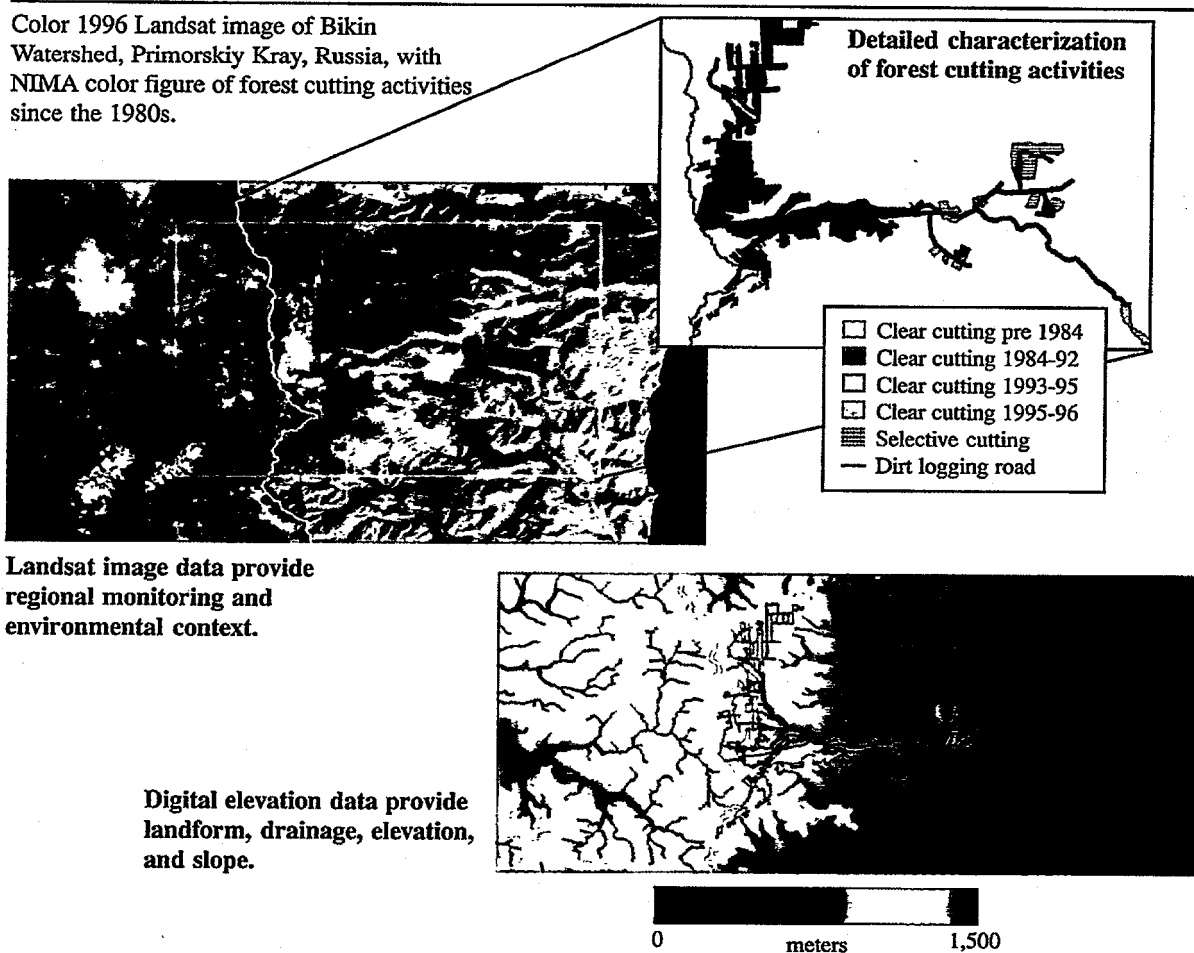 Color 1996 Landsat image of Bikin
Watershed, Primorskiy Kray, Russia, with
NIMA color figure of forest cutting activities
since the 1980s.
Detailed characterization
of forest cutting activities
Clear cutting pre 1984
Clear cutting 1984-92
Clear cutting 1993-95
Clear cutting 1995-96
Selective cutting
Dirt logging road
Landsat image data provide
regional monitoring and
environmental context.
Digital elevation data provide
landform, drainage, elevation,
and slope.
0 meters 1,500